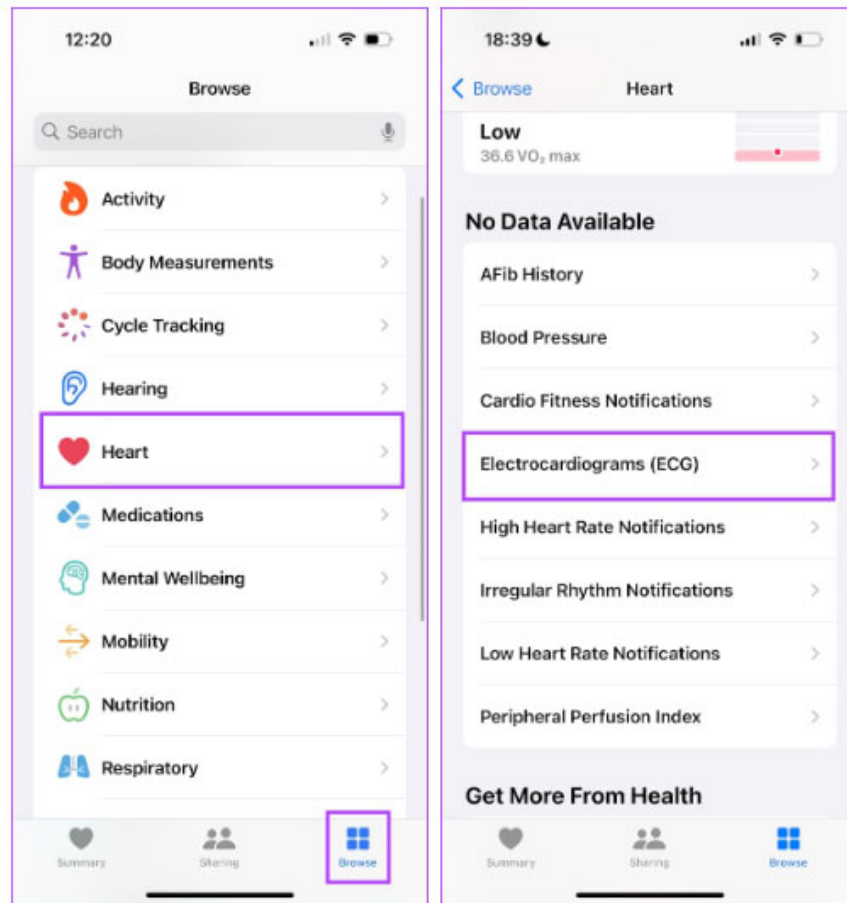 12:20
Browse
Search
Activity
Body Measurements
Cycle Tracking
Hearing
Heart
Medications
Mental Wellbeing
Mobility
Nutrition
Respiratory
Summary
Sharing
Browse
18:39
Browse
Heart
Low
36.6 VO₂ max
No Data Available
AFib History
Blood Pressure
Cardio Fitness Notifications
Electrocardiograms (ECG)
High Heart Rate Notifications
Irregular Rhythm Notifications
Low Heart Rate Notifications
Peripheral Perfusion Index
Get More From Health
Summary
Sharing
Browse